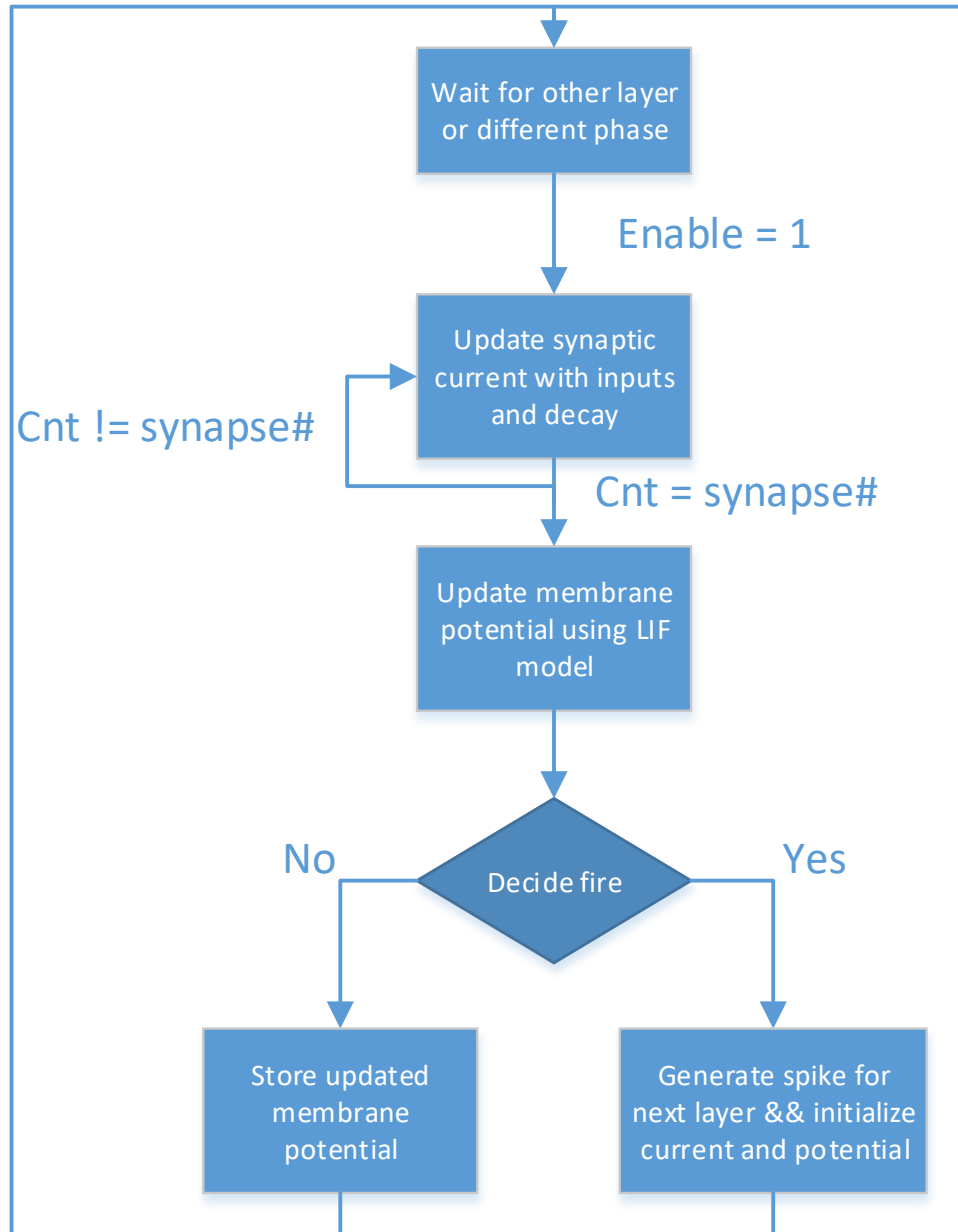 Wait for other layer
or different phase
Enable = 1
Update synaptic
current with inputs
and decay
Cnt != synapse#
Cnt = synapse#
Update membrane
potential using LIF
model
No
Yes
Decide fire
Store updated
membrane
potential
Generate spike for
next layer && initialize
current and potential